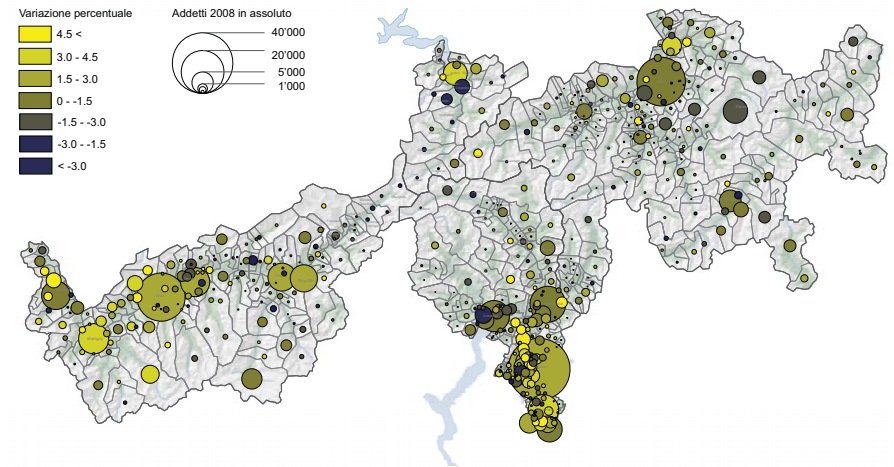 Variazione percentuale
4.5 <
3.0 - 4.5
1.5 - 3.0
0 - -1.5
-1.5 - -3.0
-3.0 - -1.5
< -3.0
Addetti 2008 in assoluto
40'000
20'000
5'000
1'000